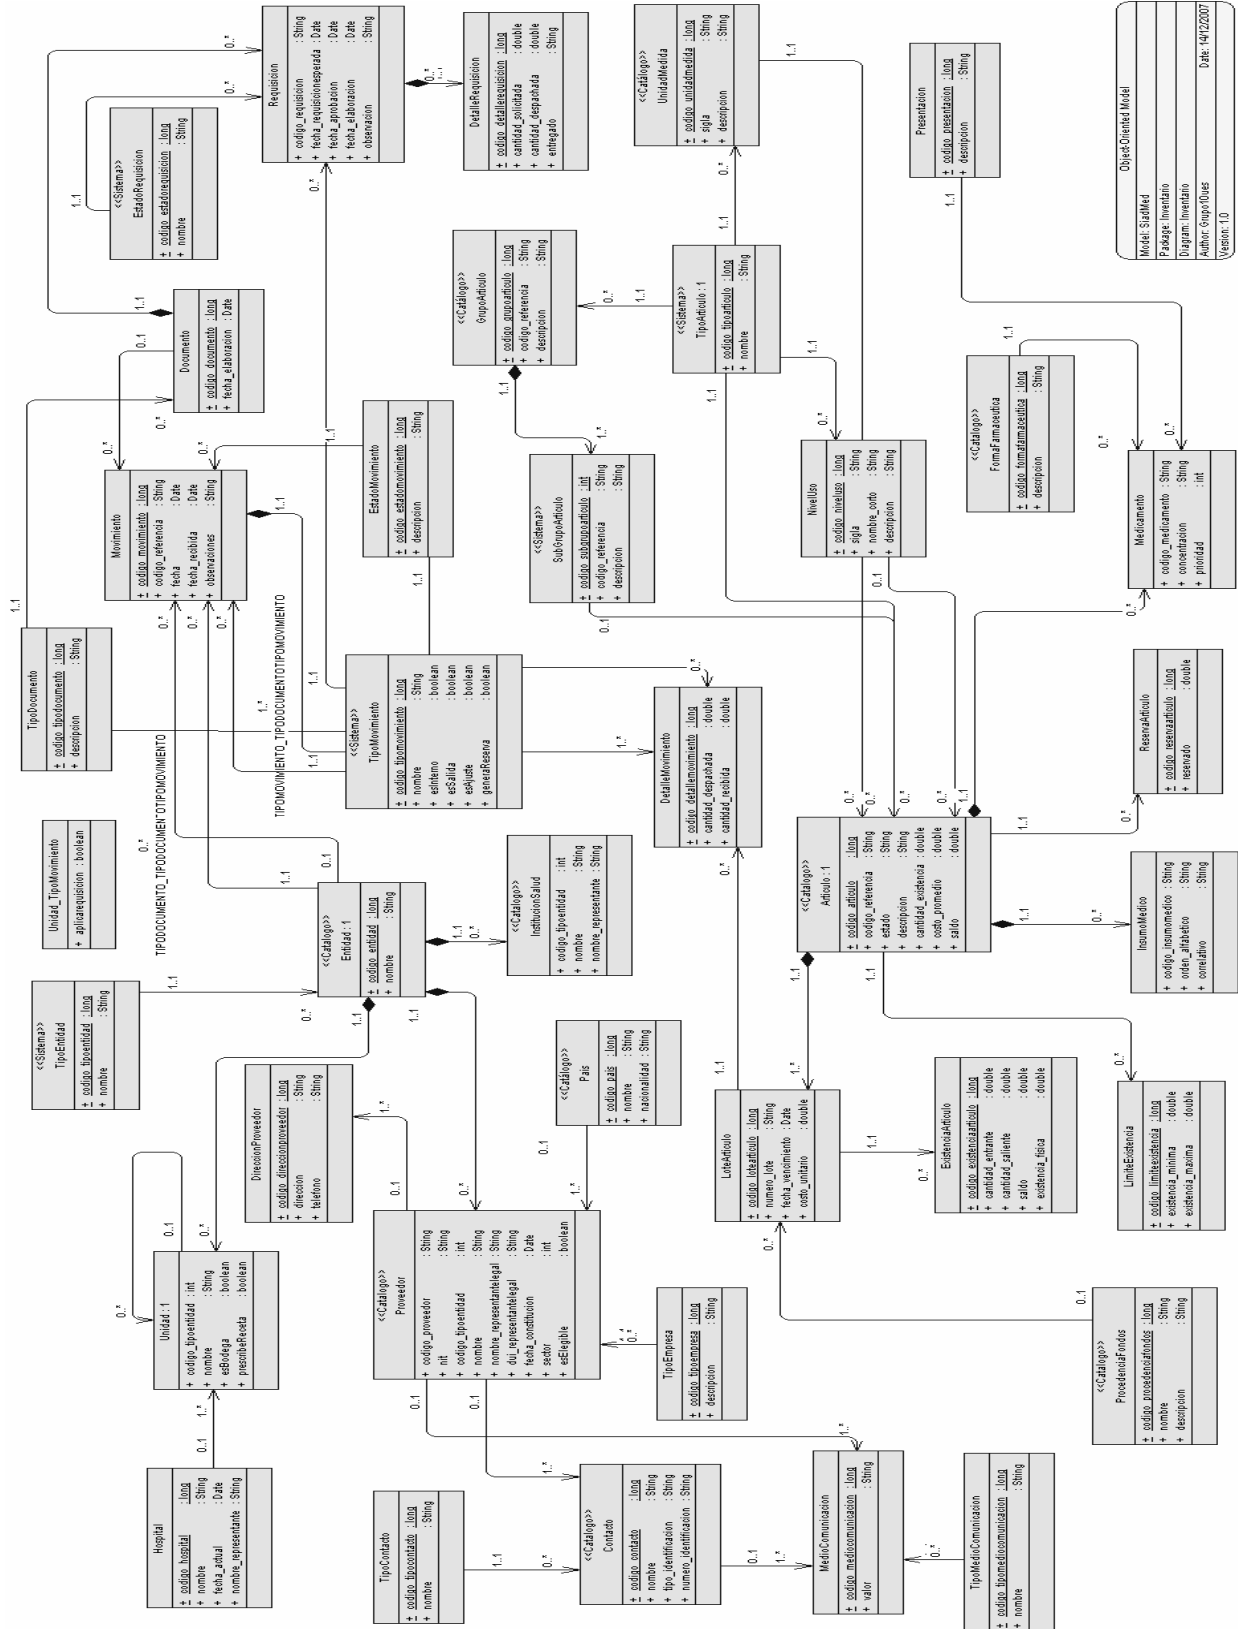 Hospital
+ codigo_hospital : long
+ nombre : String
+ fecha_actual : Date
+ nombre_representante : String
Unidad : 1
+ codigo_tipoentidad : int
+ nombre : String
+ esBodega : boolean
+ prescribeReceta : boolean
<<Sistema>>
TipoEntidad
+ codigo_tipoentidad : long
+ nombre : String
Unidad_TipoMovimiento
+ aplicarequisicion : boolean
TipoDocumento
+ codigo_tipodocumento : long
+ descripcion : String
Movimiento
+ codigo_movimiento : long
+ codigo_referencia : String
+ fecha : Date
+ fecha_recibida : Date
+ observaciones : String
Documento
+ codigo_documento : long
+ fecha_elaboracion : Date
<<Sistema>>
EstadoRequisicion
+ codigo_estadorequisicion : long
+ nombre : String
Requisicion
+ codigo_requisicion : String
+ fecha_requisicionesperada : Date
+ fecha_aprobacion : Date
+ fecha_elaboracion : Date
+ observacion : String
TIPODOCUMENTO_TIPODOCUMENTOTIPOMOVIMIENTO
TIPOMOVIMIENTO_TIPODOCUMENTOTIPOMOVIMIENTO
DireccionProveedor
+ codigo_direccionproveedor : long
+ direccion : String
+ telefono : String
<<Catalogo>>
Entidad : 1
+ codigo_entidad : long
+ nombre : String
<<Sistema>>
TipoMovimiento
+ codigo_tipomovimiento : long
+ nombre : String
+ esInterno : boolean
+ esSalida : boolean
+ esAjuste : boolean
+ generaReserva : boolean
EstadoMovimiento
+ codigo_estadomovimiento : long
+ descripcion : String
DetalleRequisicion
+ codigo_detallerequisicion : long
+ cantidad_solicitada : double
+ cantidad_despachada : double
+ entregado : String
TipoContacto
+ codigo_tipocontacto : long
+ nombre : String
<<Catalogo>>
Proveedor
+ codigo_proveedor : String
+ nit : String
+ codigo_tipoentidad : int
+ nombre : String
+ nombre_representantelegal : String
+ dui_representantelegal : String
+ fecha_constitucion : Date
+ sector : int
+ esElegible : boolean
<<Catalogo>>
InstitucionSalud
+ codigo_tipoentidad : int
+ nombre : String
+ nombre_representante : String
<<Catálogo>>
GrupoArticulo
+ codigo_grupoarticulo : long
+ codigo_referencia : String
+ descripcion : String
<<Catalogo>>
Contacto
+ codigo_contacto : long
+ nombre : String
+ tipo_identificacion : String
+ numero_identificacion : String
<<Catálogo>>
Pais
+ codigo_pais : long
+ nombre : String
+ nacionalidad : String
<<Sistema>>
SubGrupoArticulo
+ codigo_subgrupoarticulo : int
+ codigo_referencia : String
+ descripcion : String
<<Catálogo>>
UnidadMedida
+ codigo_unidadmedida : long
+ sigla : String
+ descripcion : String
TipoEmpresa
+ codigo_tipoempresa : long
+ descripcion : String
DetalleMovimiento
+ codigo_detallemovimiento : long
+ cantidad_despachada : double
+ cantidad_recibida : double
<<Sistema>>
TipoArticulo : 1
+ codigo_tipoarticulo : long
+ nombre : String
LoteArticulo
+ codigo_lotearticulo : long
+ numero_lote : String
+ fecha_vencimiento : Date
+ costo_unitario : double
<<Catalogo>>
Articulo : 1
+ codigo_articulo : long
+ codigo_referencia : String
+ estado : String
+ descripcion : String
+ cantidad_existencia : double
+ costo_promedio : double
+ saldo : double
NivelUso
+ codigo_niveluso : long
+ sigla : String
+ nombre_corto : String
+ descripcion : String
MedioComunicacion
+ codigo_mediocomunicacion : long
+ valor : String
ExistenciaArticulo
+ codigo_existenciaarticulo : long
+ cantidad_entrante : double
+ cantidad_saliente : double
+ saldo : double
+ existencia_fisica : double
Presentacion
+ codigo_presentacion : long
+ descripcion : String
TipoMedioComunicacion
+ codigo_tipomediocomunicacion : long
+ nombre : String
<<Catalogo>>
FormaFarmaceutica
+ codigo_formafarmaceutica : long
+ descripcion : String
<<Catalogo>>
ProcedenciaFondos
+ codigo_procedenciafondos : long
+ nombre : String
+ descripcion : String
LimiteExistencia
+ codigo_limiteexistencia : long
+ existencia_minima : double
+ existencia_maxima : double
InsumoMedico
+ codigo_insumomedico : String
+ orden_alfabetico : String
+ correlativo : String
ReservaArticulo
+ codigo_reservaarticulo : long
+ reservado : double
Medicamento
+ codigo_medicamento : String
+ concentracion : String
+ prioridad : int
Object-Oriented Model
Model: SiadMed
Package: Inventario
Diagram: Inventario
Author: Grupo10ues Date: 14/12/2007
Version: 1.0